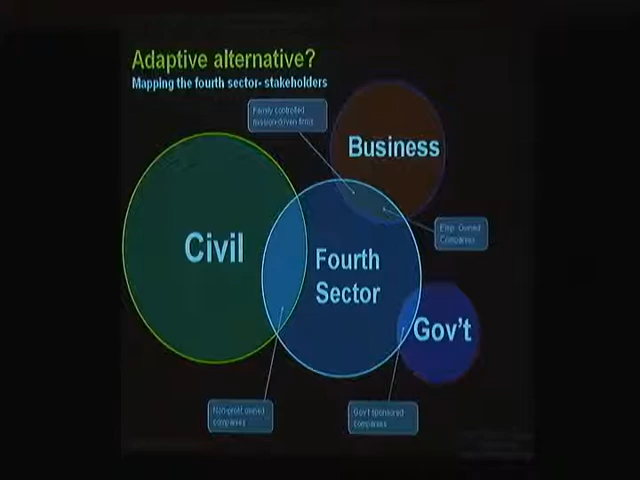 Adaptive alternative?
Mapping the fourth sector- stakeholders
Family controlled
mission-driven firms
Business
Civil
Fourth
Sector
Emp. Owned
Companies
Gov't
Non-profit owned
companies
Gov't sponsored
companies